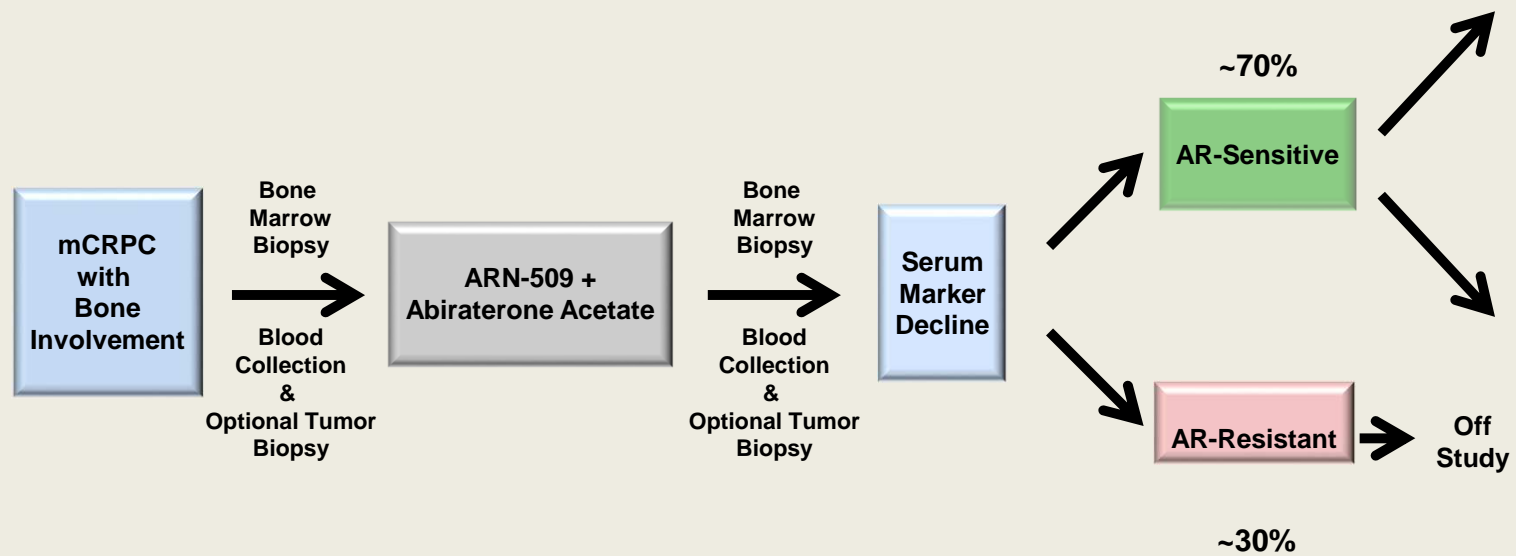 mCRPC
with
Bone
Involvement
Bone
Marrow
Biopsy
Blood
Collection
&
Optional Tumor
Biopsy
ARN-509 +
Abiraterone Acetate
Bone
Marrow
Biopsy
Blood
Collection
&
Optional Tumor
Biopsy
Serum
Marker
Decline
~70%
AR-Sensitive
AR-Resistant
~30%
Off
Study